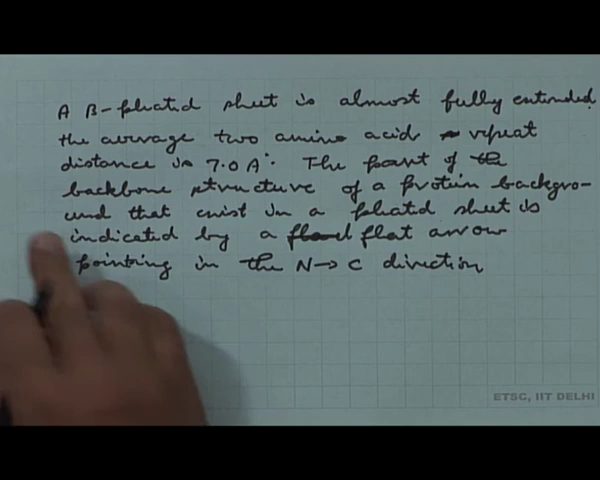 A B-pleated sheet is almost fully extended.
the average two amino acids repeat
distance is 7.0 A°. The part of the
backbone structure of a protein backgro-
und that exist in a pleated sheet is
indicated by a flat arrow
pointing in the N→C direction
ETSC, IIT DELHI